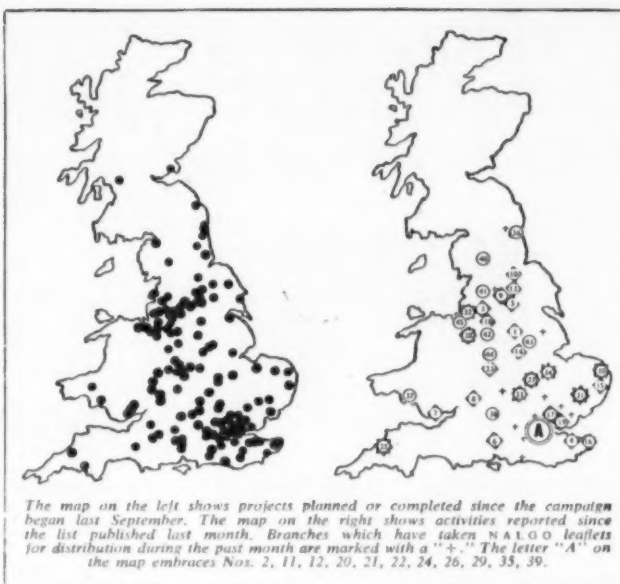 A
The map on the left shows projects planned or completed since the campaign
began last September. The map on the right shows activities reported since
the list published last month. Branches which have taken NALGO leaflets
for distribution during the past month are marked with a "+." The letter "A" on
the map embraces Nos. 2, 11, 12, 20, 21, 22, 24, 26, 29, 35, 39.